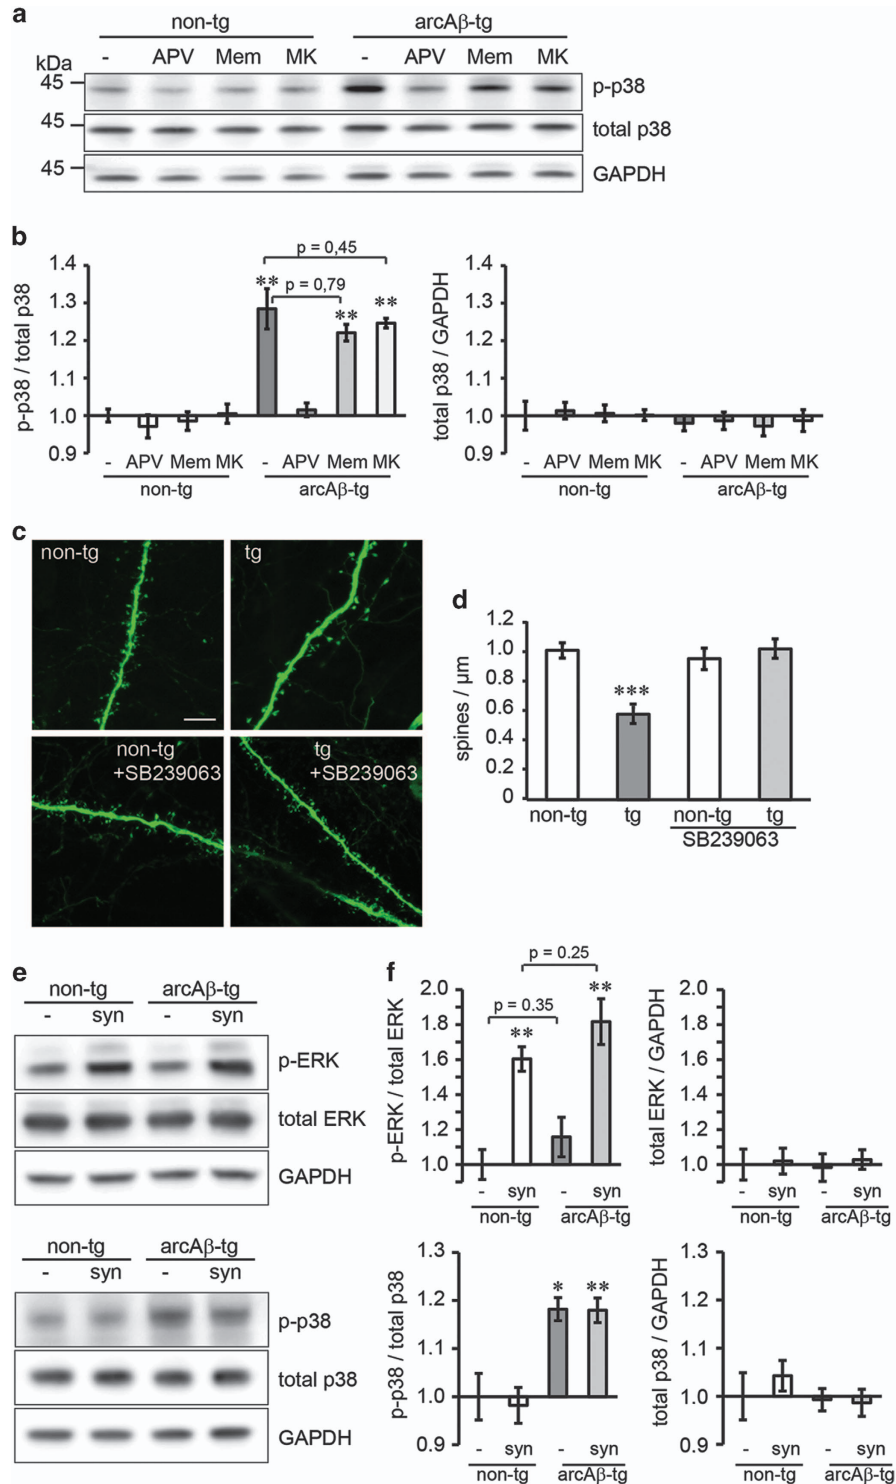 a
non-tg arcAβ-tg
kDa - APV Mem MK - APV Mem MK
45 p-p38
45 total p38
45 GAPDH
b
p-p38 / total p38
1.4
1.3
1.2
1.1
1.0
0.9
p = 0,45
p = 0,79
** ** **
- APV Mem MK - APV Mem MK
non-tg arcAβ-tg
total p38 / GAPDH
1.4
1.3
1.2
1.1
1.0
0.9
- APV Mem MK - APV Mem MK
non-tg arcAβ-tg
c
non-tg
tg
non-tg
+SB239063
tg
+SB239063
d
spines / µm
1.2
1.0
0.8
0.6
0.4
0.2
0
***
non-tg tg non-tg tg
SB239063
e
non-tg arcAβ-tg
- syn - syn
p-ERK
total ERK
GAPDH
non-tg arcAβ-tg
- syn - syn
p-p38
total p38
GAPDH
f
p-ERK / total ERK
2.0
1.8
1.6
1.4
1.2
1.0
p = 0.25
p = 0.35
** **
- syn - syn
non-tg arcAβ-tg
total ERK / GAPDH
2.0
1.8
1.6
1.4
1.2
1.0
- syn - syn
non-tg arcAβ-tg
p-p38 / total p38
1.3
1.2
1.1
1.0
0.9
* **
- syn - syn
non-tg arcAβ-tg
total p38 / GAPDH
1.3
1.2
1.1
1.0
0.9
- syn - syn
non-tg arcAβ-tg